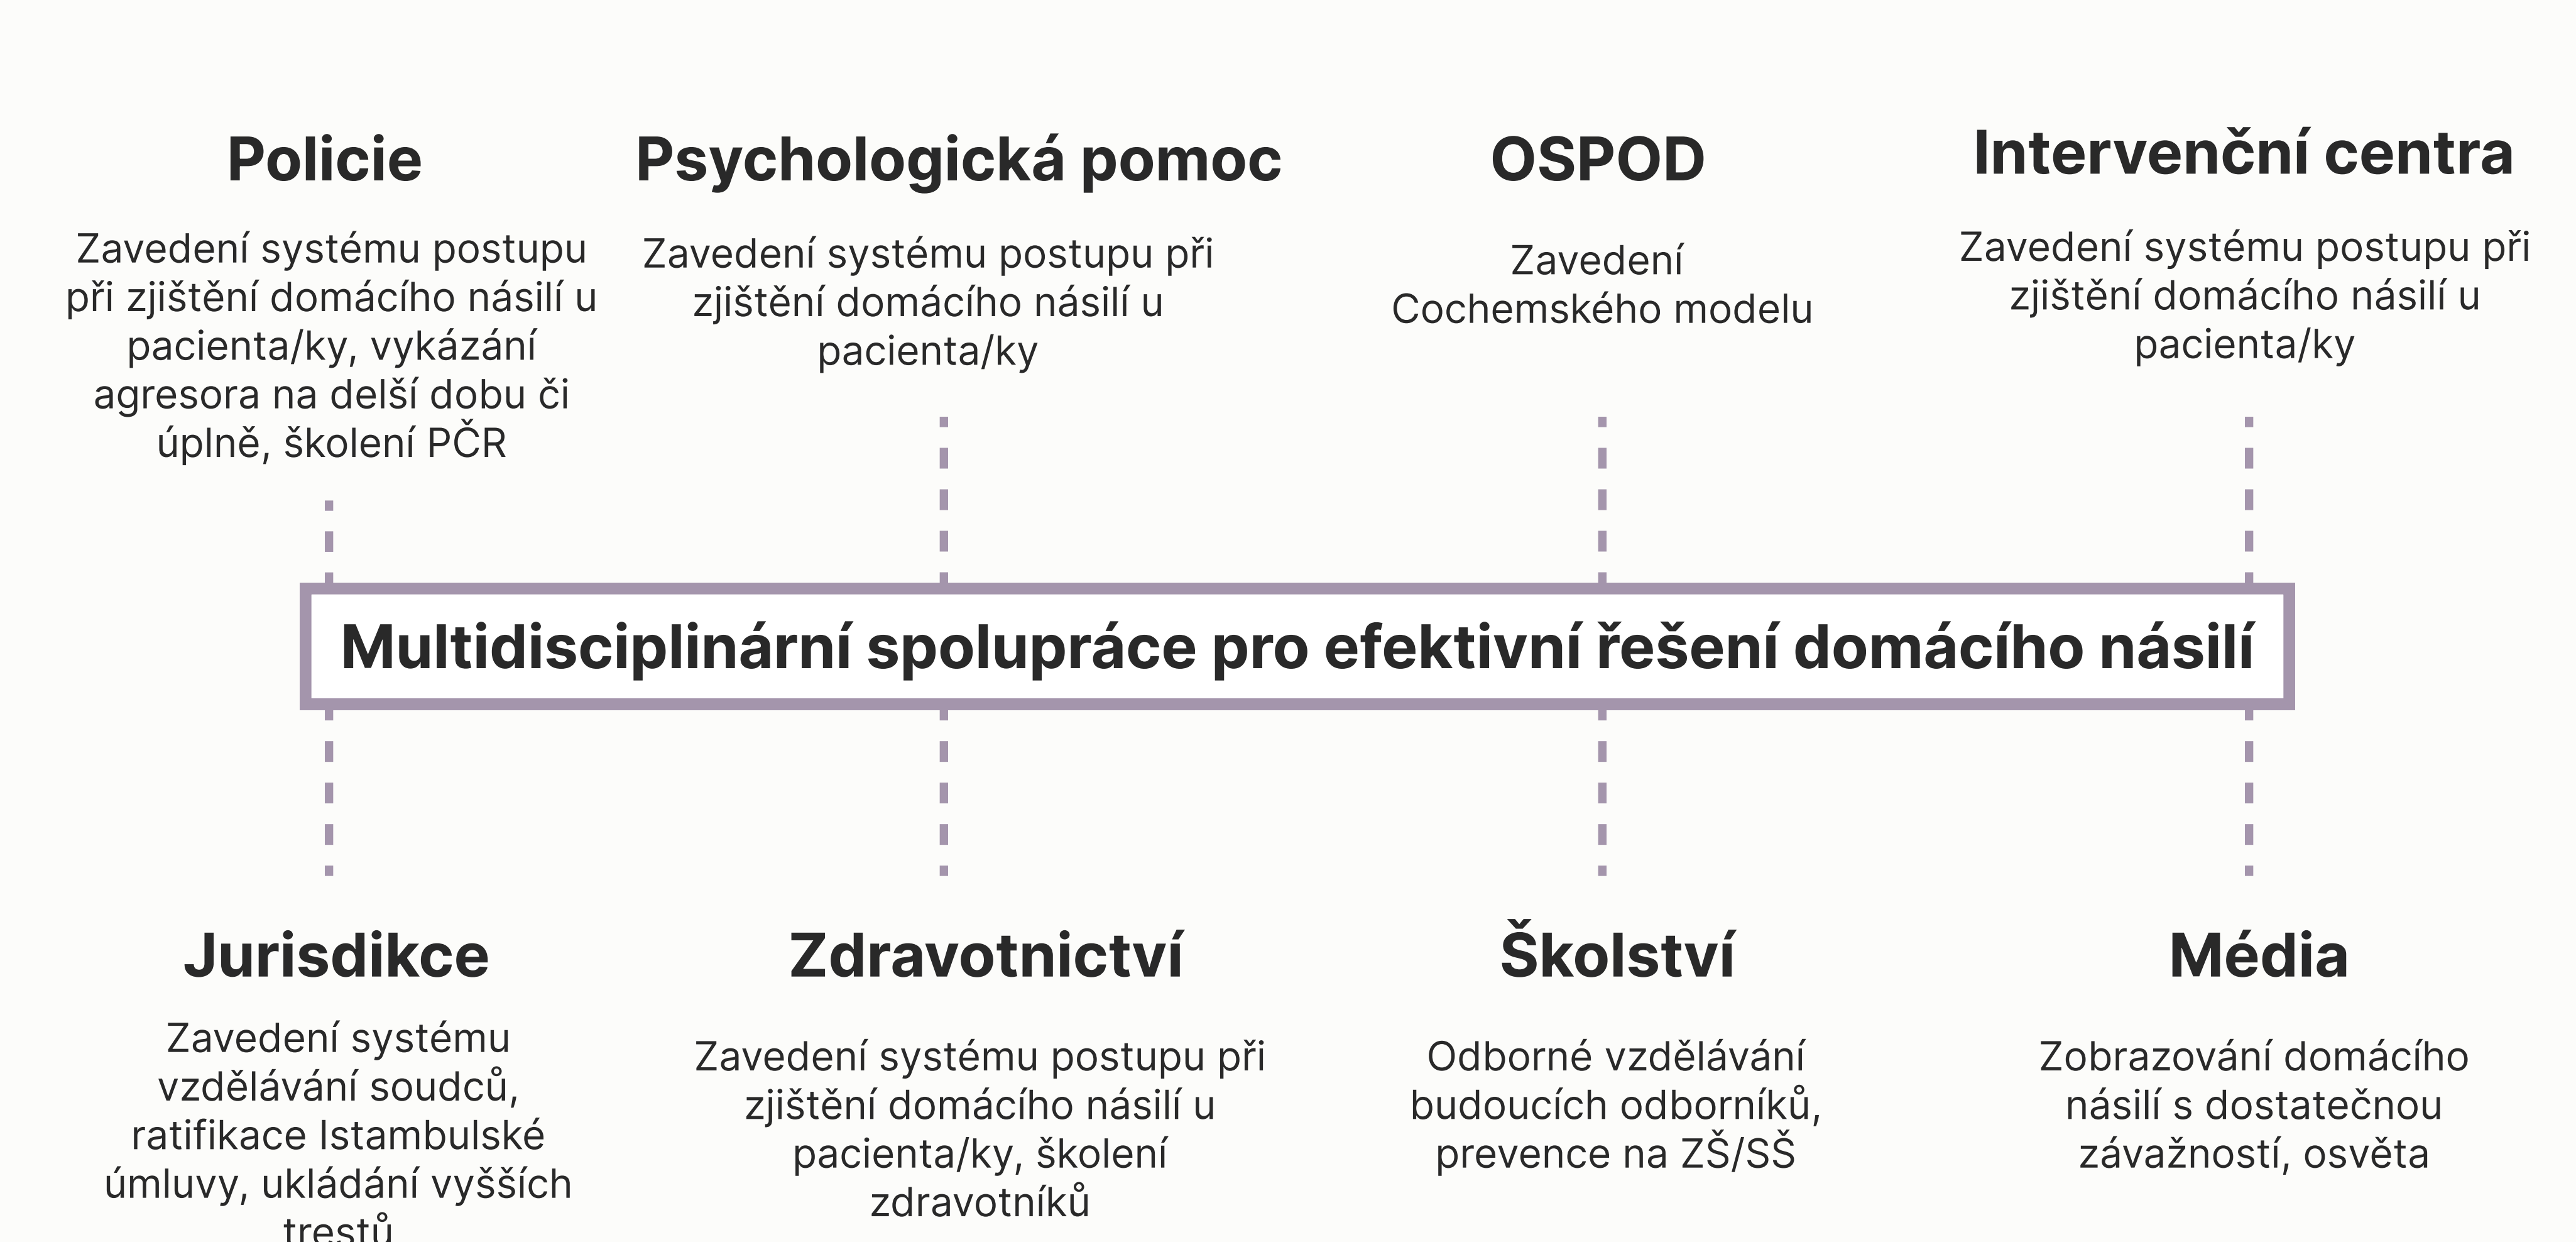 Policie
Zavedení systému postupu
při zjištění domácího násilí u
pacienta/ky, vykázání
agresora na delší dobu či
úplně, školení PČR
Psychologická pomoc
Zavedení systému postupu při
zjištění domácího násilí u
pacienta/ky
OSPOD
Zavedení
Cochemského modelu
Intervenční centra
Zavedení systému postupu při
zjištění domácího násilí u
pacienta/ky
Multidisciplinární spolupráce pro efektivní řešení domácího násilí
Jurisdikce
Zavedení systému
vzdělávání soudců,
ratifikace Istambulské
úmluvy, ukládání vyšších
trestů
Zdravotnictví
Zavedení systému postupu při
zjištění domácího násilí u
pacienta/ky, školení
zdravotníků
Školství
Odborné vzdělávání
budoucích odborníků,
prevence na ZŠ/SŠ
Média
Zobrazování domácího
násilí s dostatečnou
závažností, osvěta